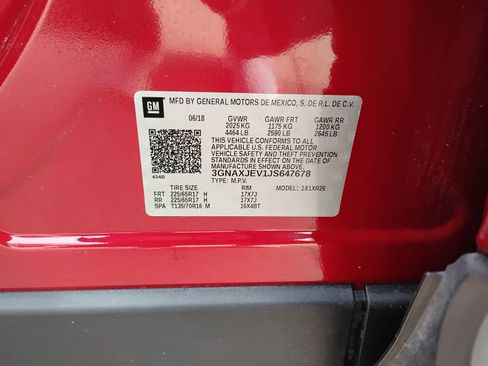 GM
MFD BY GENERAL MOTORS DE MEXICO, S. DE R.L. DE C.V.
06/18 GVWR GAWR FRT GAWR RR
2025 KG 1175 KG 1200 KG
4464 LB 2590 LB 2645 LB
THIS VEHICLE CONFORMS TO ALL
APPLICABLE U.S. FEDERAL MOTOR
VEHICLE SAFETY AND THEFT PREVENTION
STANDARDS IN EFFECT ON THE DATE OF
MANUFACTURE SHOWN ABOVE.
3GNAXJEV1JS647678
434B TYPE: M.P.V.
TIRE SIZE RIM MODEL: 181XR26
FRT 225/65R17 H 17X7J
RR 225/65R17 H 17X7J
SPA T135/70R16 M 16X4BT